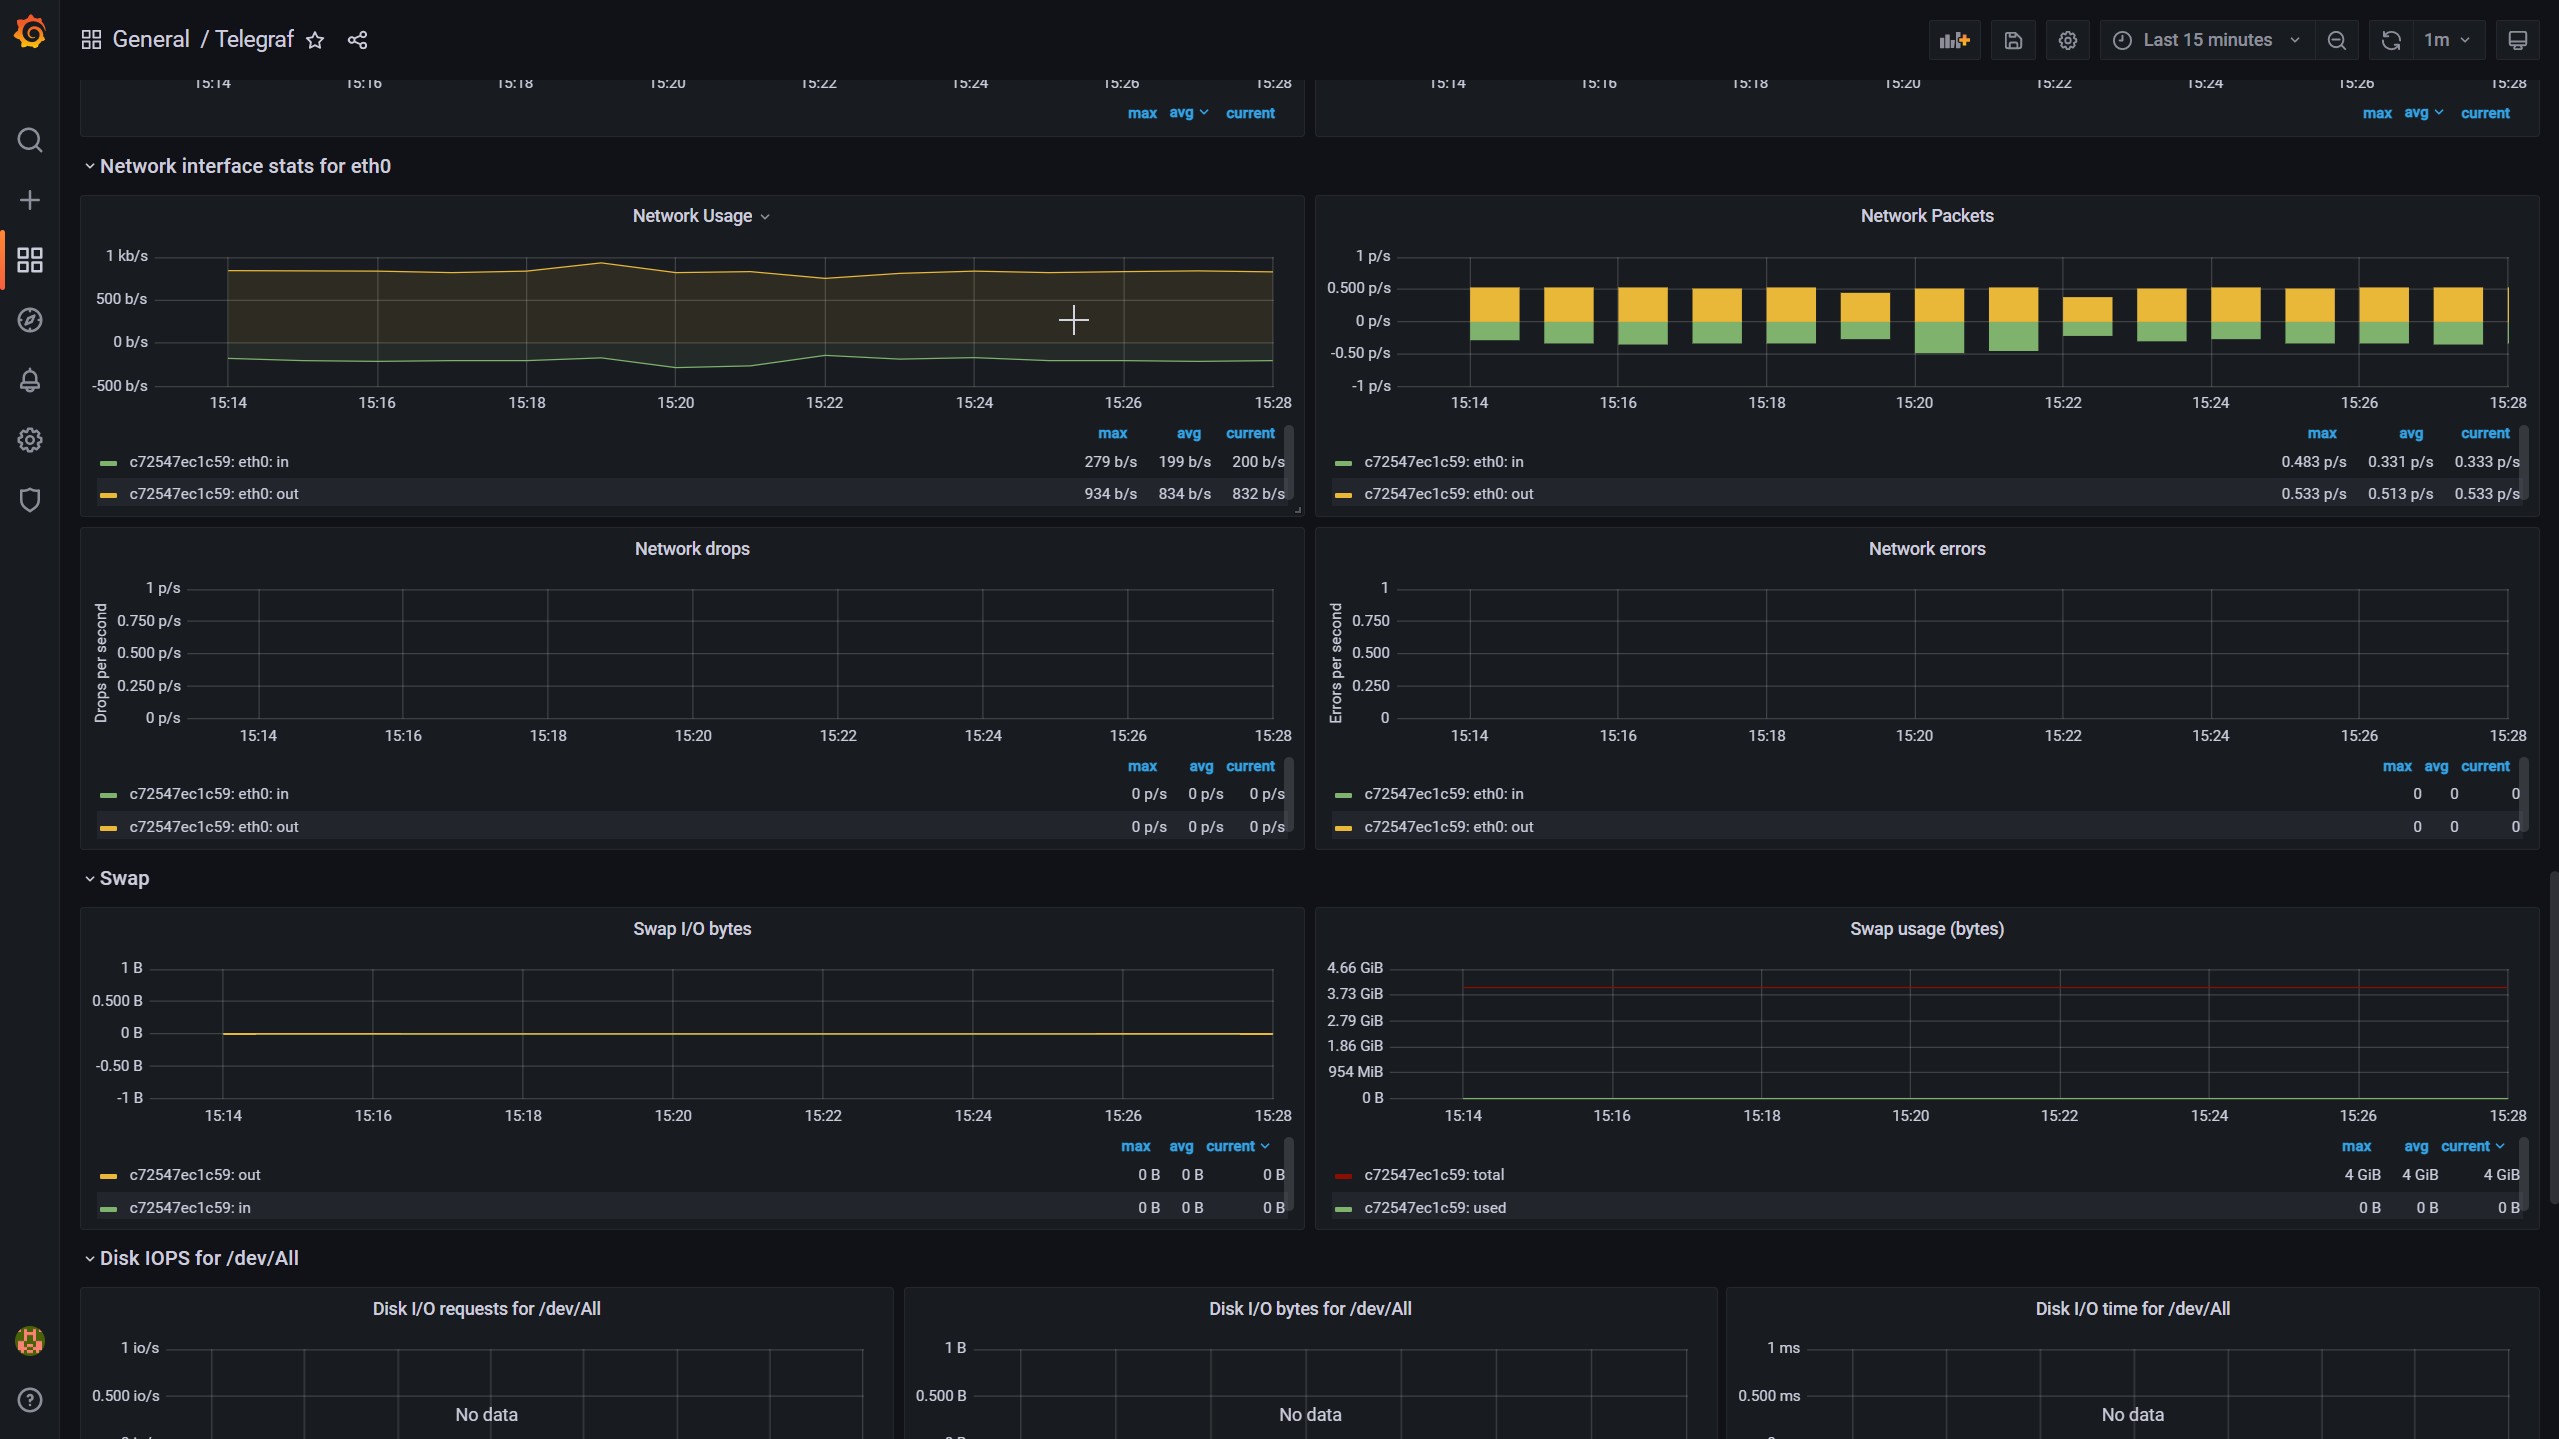 General / Telegraf
Last 15 minutes
1m
15:14 15:16 15:18 15:20 15:22 15:24 15:26 15:28
15:14 15:16 15:18 15:20 15:22 15:24 15:26 15:28
max avg current
max avg current
Network interface stats for eth0
Network Usage
1 kb/s
500 b/s
0 b/s
-500 b/s
15:14 15:16 15:18 15:20 15:22 15:24 15:26 15:28
max avg current
c72547ec1c59: eth0: in 279 b/s 199 b/s 200 b/s
c72547ec1c59: eth0: out 934 b/s 834 b/s 832 b/s
Network Packets
1 p/s
0.500 p/s
0 p/s
-0.50 p/s
-1 p/s
15:14 15:16 15:18 15:20 15:22 15:24 15:26 15:28
max avg current
c72547ec1c59: eth0: in 0.483 p/s 0.331 p/s 0.333 p/s
c72547ec1c59: eth0: out 0.533 p/s 0.513 p/s 0.533 p/s
Network drops
Drops per second
1 p/s
0.750 p/s
0.500 p/s
0.250 p/s
0 p/s
15:14 15:16 15:18 15:20 15:22 15:24 15:26 15:28
max avg current
c72547ec1c59: eth0: in 0 p/s 0 p/s 0 p/s
c72547ec1c59: eth0: out 0 p/s 0 p/s 0 p/s
Network errors
Errors per second
1
0.750
0.500
0.250
0
15:14 15:16 15:18 15:20 15:22 15:24 15:26 15:28
max avg current
c72547ec1c59: eth0: in 0 0 0
c72547ec1c59: eth0: out 0 0 0
Swap
Swap I/O bytes
1 B
0.500 B
0 B
-0.50 B
-1 B
15:14 15:16 15:18 15:20 15:22 15:24 15:26 15:28
max avg current
c72547ec1c59: out 0 B 0 B 0 B
c72547ec1c59: in 0 B 0 B 0 B
Swap usage (bytes)
4.66 GiB
3.73 GiB
2.79 GiB
1.86 GiB
954 MiB
0 B
15:14 15:16 15:18 15:20 15:22 15:24 15:26 15:28
max avg current
c72547ec1c59: total 4 GiB 4 GiB 4 GiB
c72547ec1c59: used 0 B 0 B 0 B
Disk IOPS for /dev/All
Disk I/O requests for /dev/All
1 io/s
0.500 io/s
No data
Disk I/O bytes for /dev/All
1 B
0.500 B
No data
Disk I/O time for /dev/All
1 ms
0.500 ms
No data